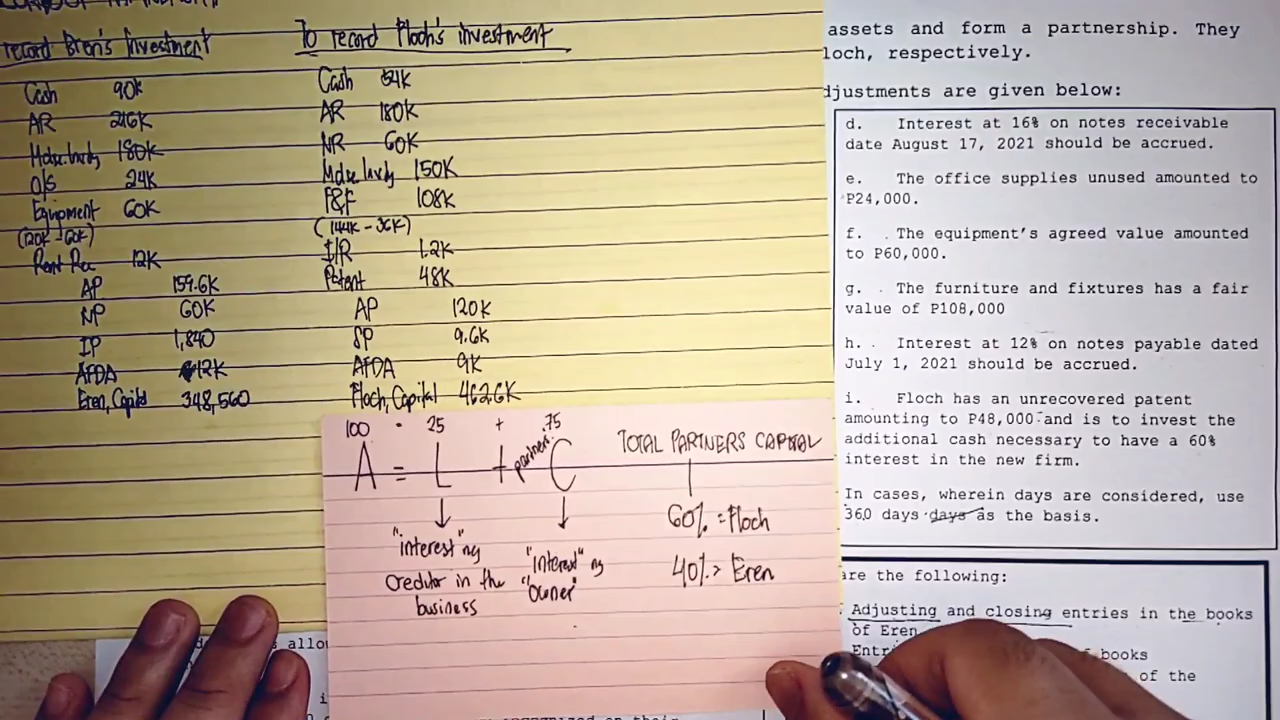 record Eren's Investment
Cash 90K
AR 216K
Mdse. Invty 180K
O/S 24K
Equipment 60K
(120K - 60K)
Rent Rec 12K
AP 159.6K
NP 60K
IP 1,840
AFDA 12K
Eren, Capital 348,560
To record Floch's investment
Cash 54K
AR 180K
NR 60K
Mdse Invty 150K
F&F 108K
(144K - 36K)
I/R 1.2K
Patent 48K
AP 120K
SP 9.6K
AFDA 9K
Floch, Capital 462.6K
100 = 25 + .75
A = L + partners' C
"interest" ng
creditor in the
business
"interest" ng
"owner"
TOTAL PARTNERS CAPITAL
60% = Floch
40% > Eren
assets and form a partnership. They
loch, respectively.
djustments are given below:
d. Interest at 16% on notes receivable
date August 17, 2021 should be accrued.
e. The office supplies unused amounted to
P24,000.
f. The equipment's agreed value amounted
to P60,000.
g. The furniture and fixtures has a fair
value of P108,000
h. Interest at 12% on notes payable dated
July 1, 2021 should be accrued.
i. Floch has an unrecovered patent
amounting to P48,000 and is to invest the
additional cash necessary to have a 60%
interest in the new firm.
In cases, wherein days are considered, use
360 days days as the basis.
are the following:
Adjusting and closing entries in the books
of Eren
Entri
books
of the
allo